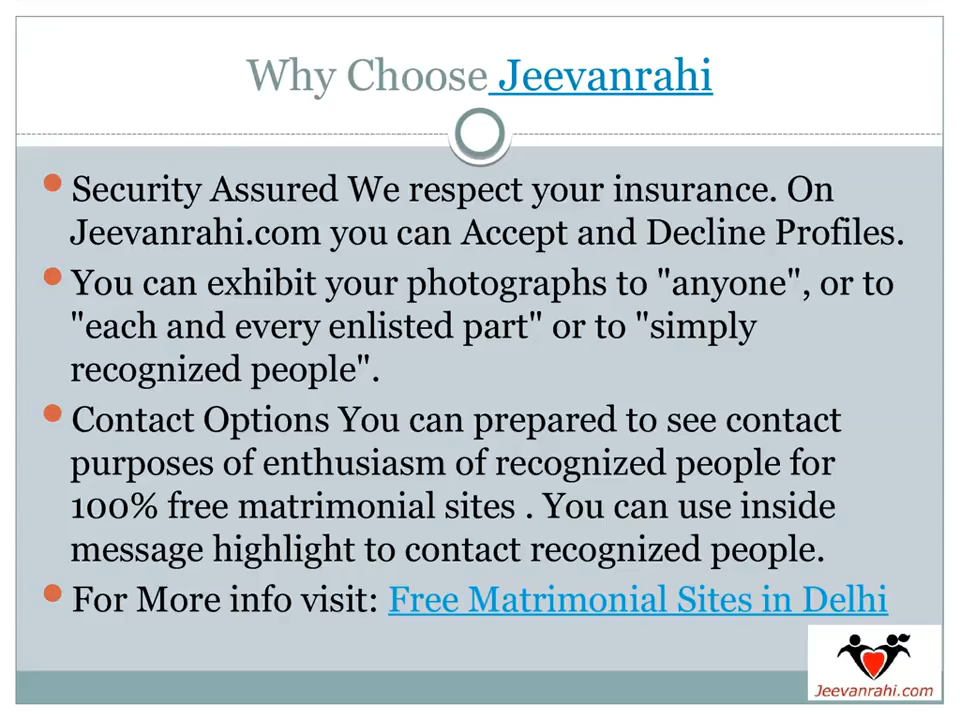 Why Choose Jeevanrahi
Security Assured We respect your insurance. On
Jeevanrahi.com you can Accept and Decline Profiles.
You can exhibit your photographs to "anyone", or to
"each and every enlisted part" or to "simply
recognized people".
Contact Options You can prepared to see contact
purposes of enthusiasm of recognized people for
100% free matrimonial sites . You can use inside
message highlight to contact recognized people.
For More info visit: Free Matrimonial Sites in Delhi
Jeevanrahi.com